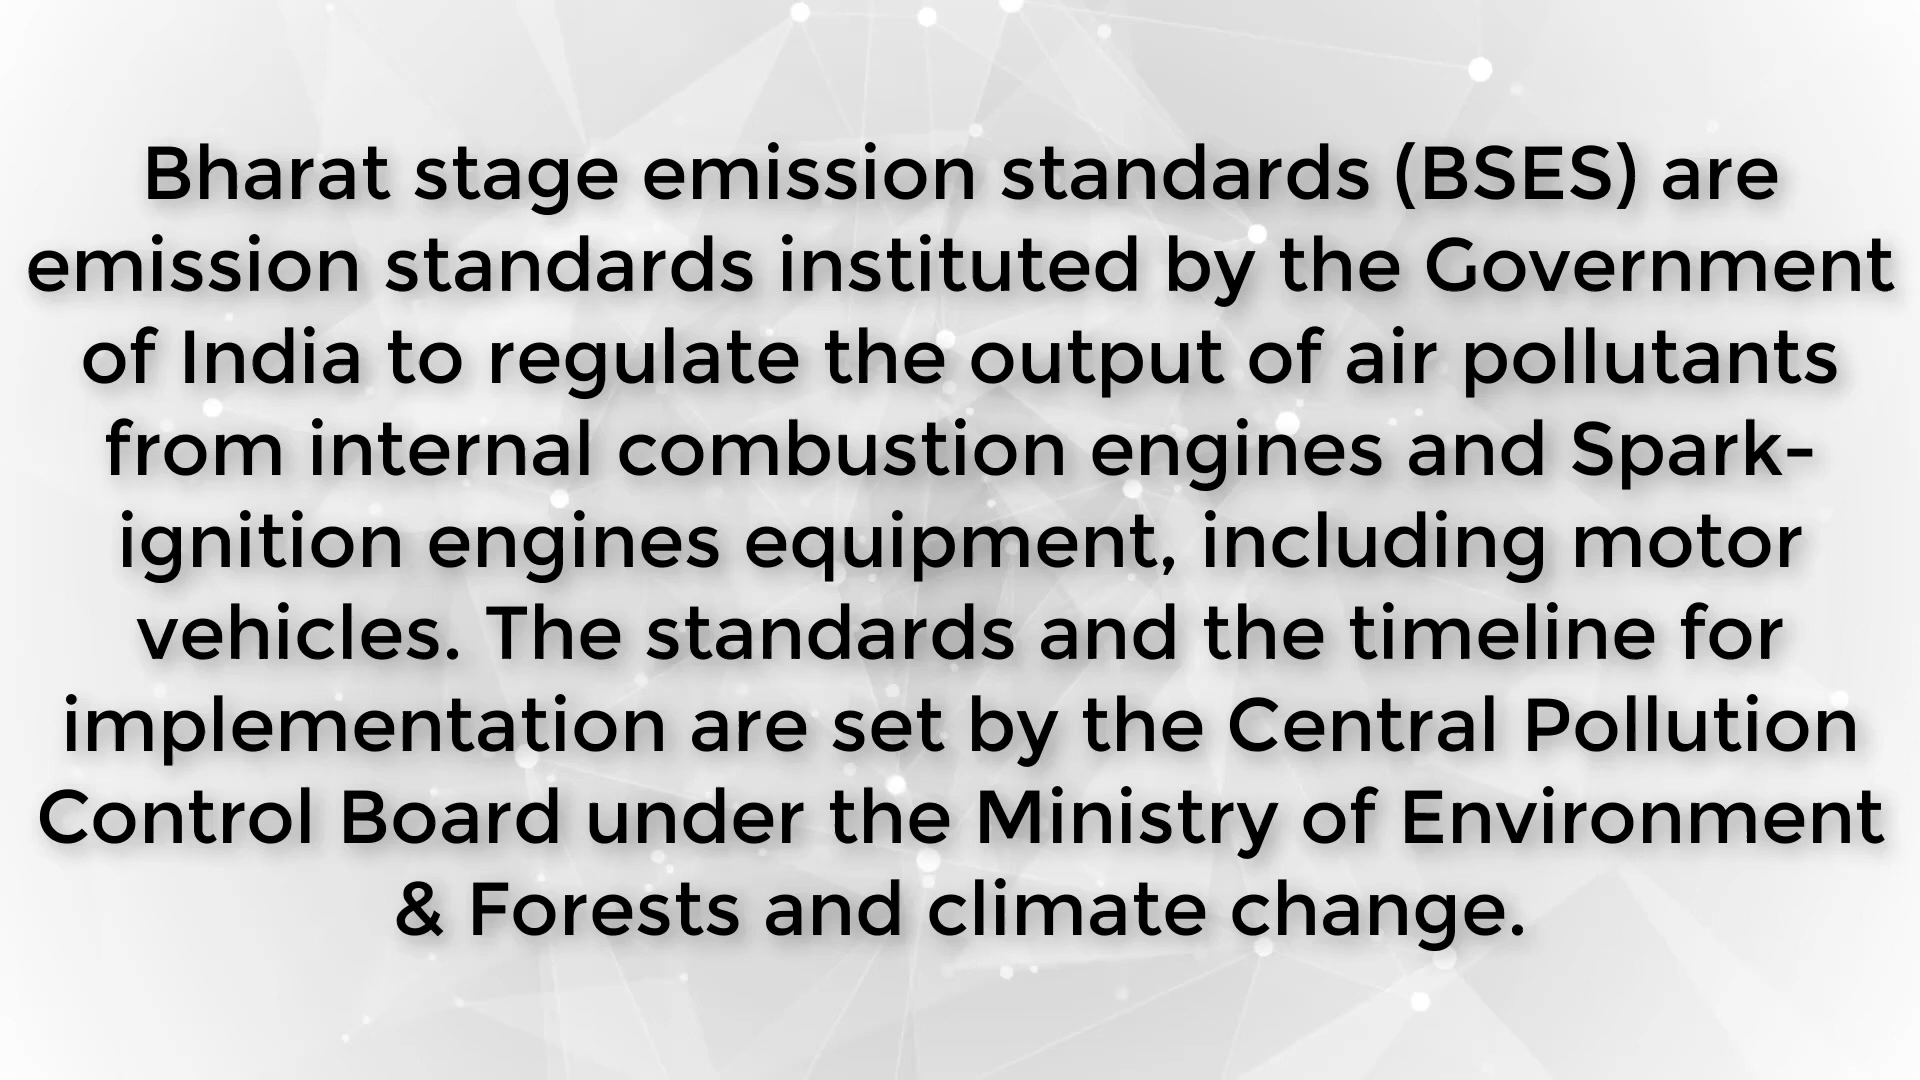 Bharat stage emission standards (BSES) are
emission standards instituted by the Government
of India to regulate the output of air pollutants
from internal combustion engines and Spark-
ignition engines equipment, including motor
vehicles. The standards and the timeline for
implementation are set by the Central Pollution
Control Board under the Ministry of Environment
& Forests and climate change.